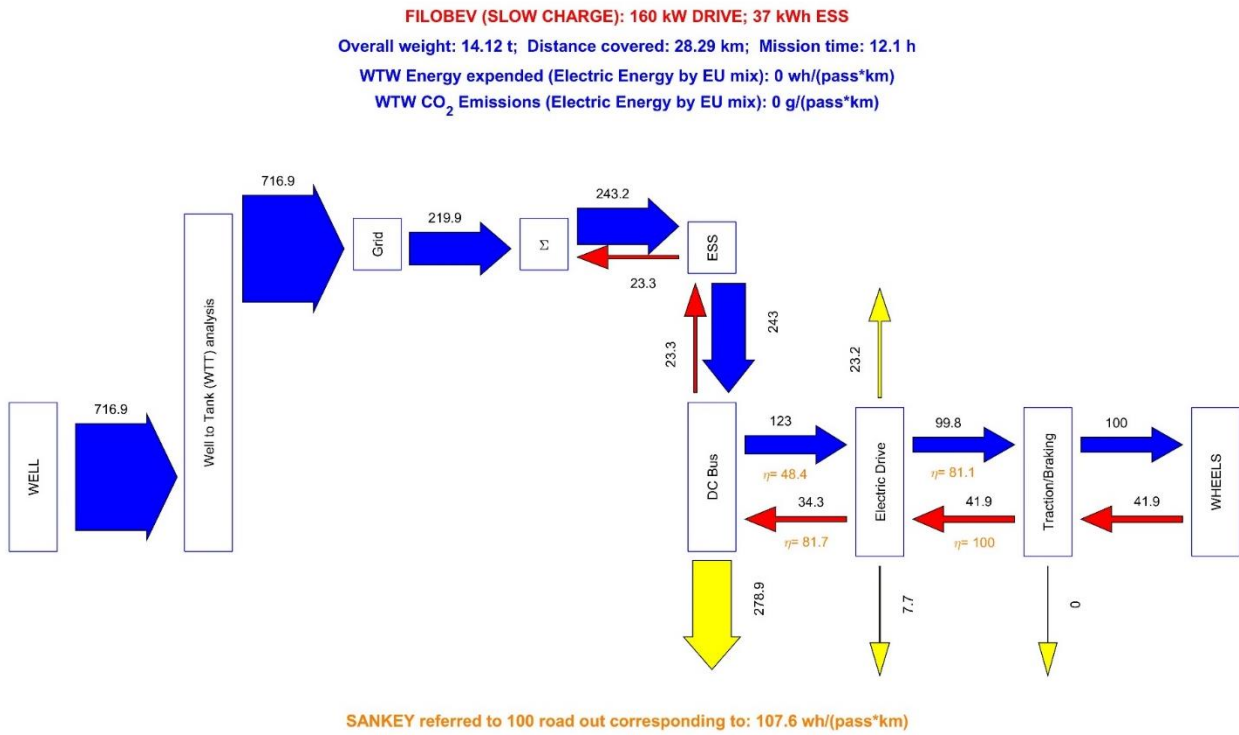 FILOBEV (SLOW CHARGE): 160 kW DRIVE; 37 kWh ESS
Overall weight: 14.12 t; Distance covered: 28.29 km; Mission time: 12.1 h
WTW Energy expended (Electric Energy by EU mix): 0 wh/(pass*km)
WTW CO2 Emissions (Electric Energy by EU mix): 0 g/(pass*km)
WELL
716.9
Well to Tank (WTT) analysis
716.9
Grid
219.9
Σ
243.2
23.3
ESS
23.3
243
DC Bus
278.9
123
η= 48.4
34.3
η= 81.7
Electric Drive
23.2
7.7
99.8
η= 81.1
41.9
η= 100
Traction/Braking
0
100
41.9
WHEELS
SANKEY referred to 100 road out corresponding to: 107.6 wh/(pass*km)